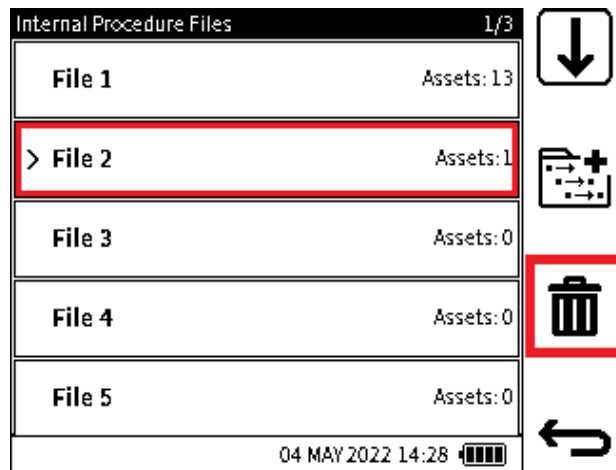 Internal Procedure Files 1/3
File 1 Assets: 13
> File 2 Assets: 1
File 3 Assets: 0
File 4 Assets: 0
File 5 Assets: 0
04 MAY 2022 14:28